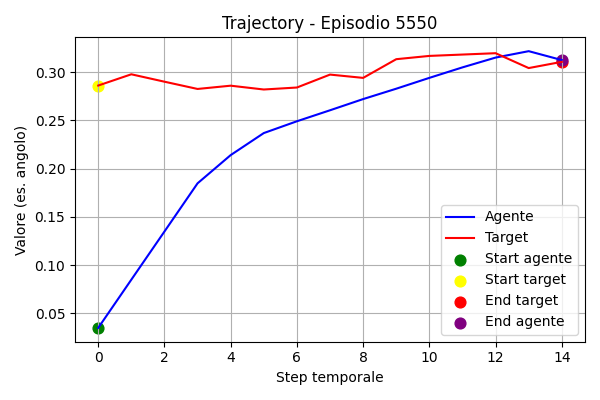 Trajectory - Episodio 5550
Valore (es. angolo)
0.30
0.25
0.20
0.15
0.10
0.05
0 2 4 6 8 10 12 14
Step temporale
Agente
Target
Start agente
Start target
End target
End agente